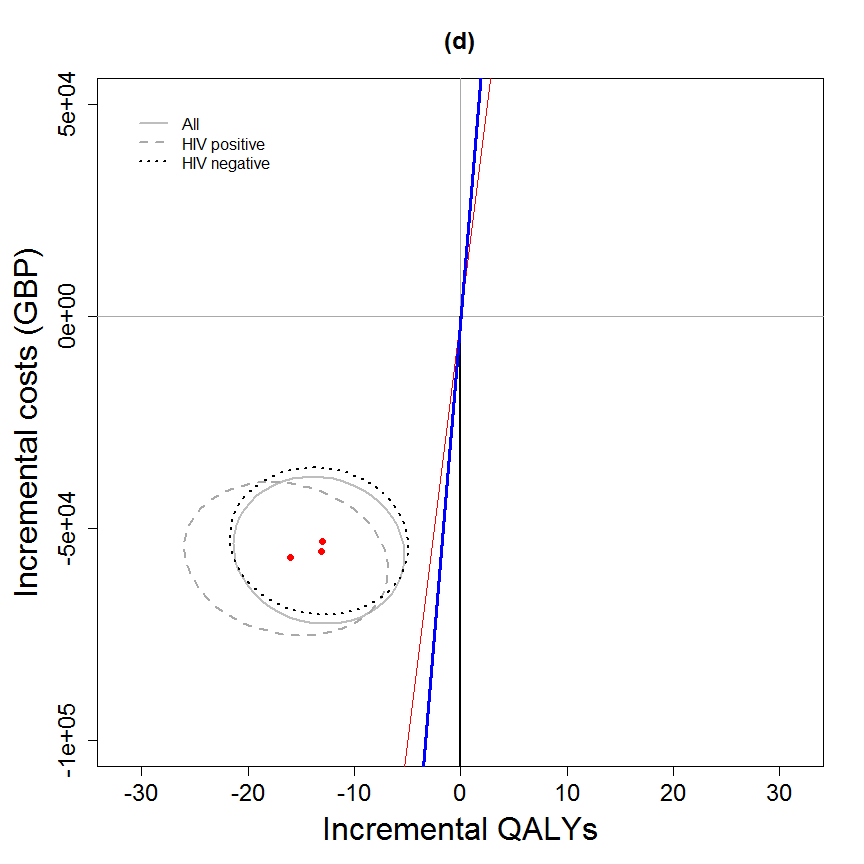 (d)
All
HIV positive
HIV negative
Incremental costs (GBP)
5e+04
0e+00
-5e+04
-1e+05
-30 -20 -10 0 10 20 30
Incremental QALYs